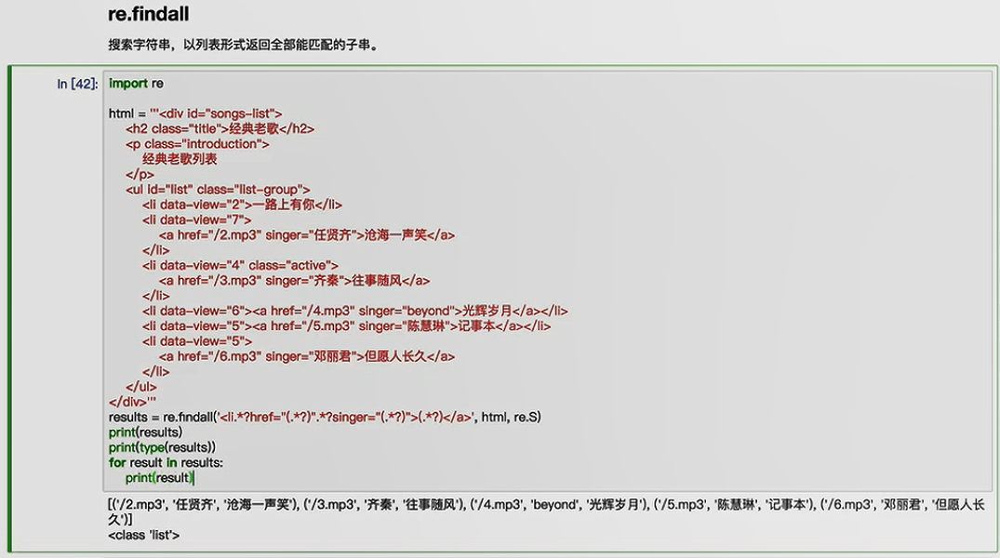 re.findall
搜索字符串，以列表形式返回全部能匹配的子串。
In [42]: import re
html = '''<div id="songs-list">
<h2 class="title">经典老歌</h2>
<p class="introduction">
经典老歌列表
</p>
<ul id="list" class="list-group">
<li data-view="2">一路上有你</li>
<li data-view="7">
<a href="/2.mp3" singer="任贤齐">沧海一声笑</a>
</li>
<li data-view="4" class="active">
<a href="/3.mp3" singer="齐秦">往事随风</a>
</li>
<li data-view="6"><a href="/4.mp3" singer="beyond">光辉岁月</a></li>
<li data-view="5"><a href="/5.mp3" singer="陈慧琳">记事本</a></li>
<li data-view="5">
<a href="/6.mp3" singer="邓丽君">但愿人长久</a>
</li>
</ul>
</div>'''
results = re.findall('<li.*?href="(.*?)".*?singer="(.*?)">(.*?)</a>', html, re.S)
print(results)
print(type(results))
for result in results:
print(result)
[('/2.mp3', '任贤齐', '沧海一声笑'), ('/3.mp3', '齐秦', '往事随风'), ('/4.mp3', 'beyond', '光辉岁月'), ('/5.mp3', '陈慧琳', '记事本'), ('/6.mp3', '邓丽君', '但愿人长
久')]
<class 'list'>